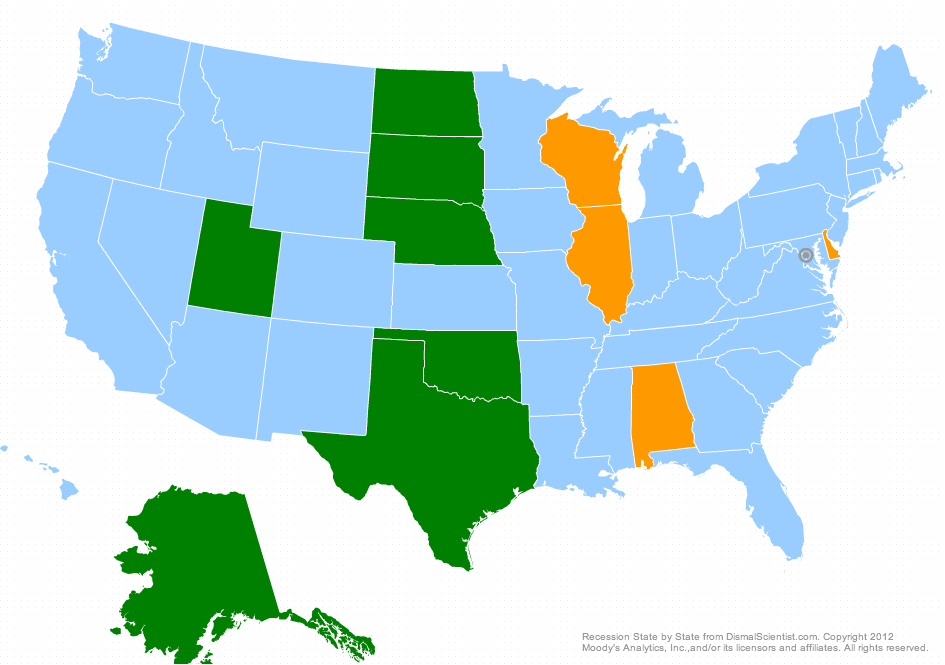 Recession State by State from DismalScientist.com. Copyright 2012
Moody's Analytics, Inc.,and/or its licensors and affiliates. All rights reserved.